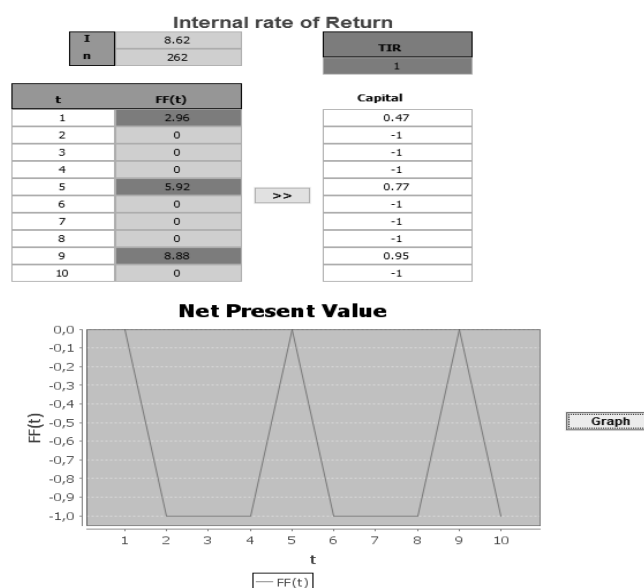 Internal rate of Return
I 8.62
n 262
TIR
1
t FF(t) Capital
1 2.96 0.47
2 0 -1
3 0 -1
4 0 -1
5 5.92 0.77
6 0 -1
>>
7 0 -1
8 0 -1
9 8.88 0.95
10 0 -1
Net Present Value
0,0
-0,1
-0,2
-0,3
-0,4
-0,5
-0,6
-0,7
-0,8
-0,9
-1,0
FF(t)
1 2 3 4 5 6 7 8 9 10
t
FF(t)
Graph